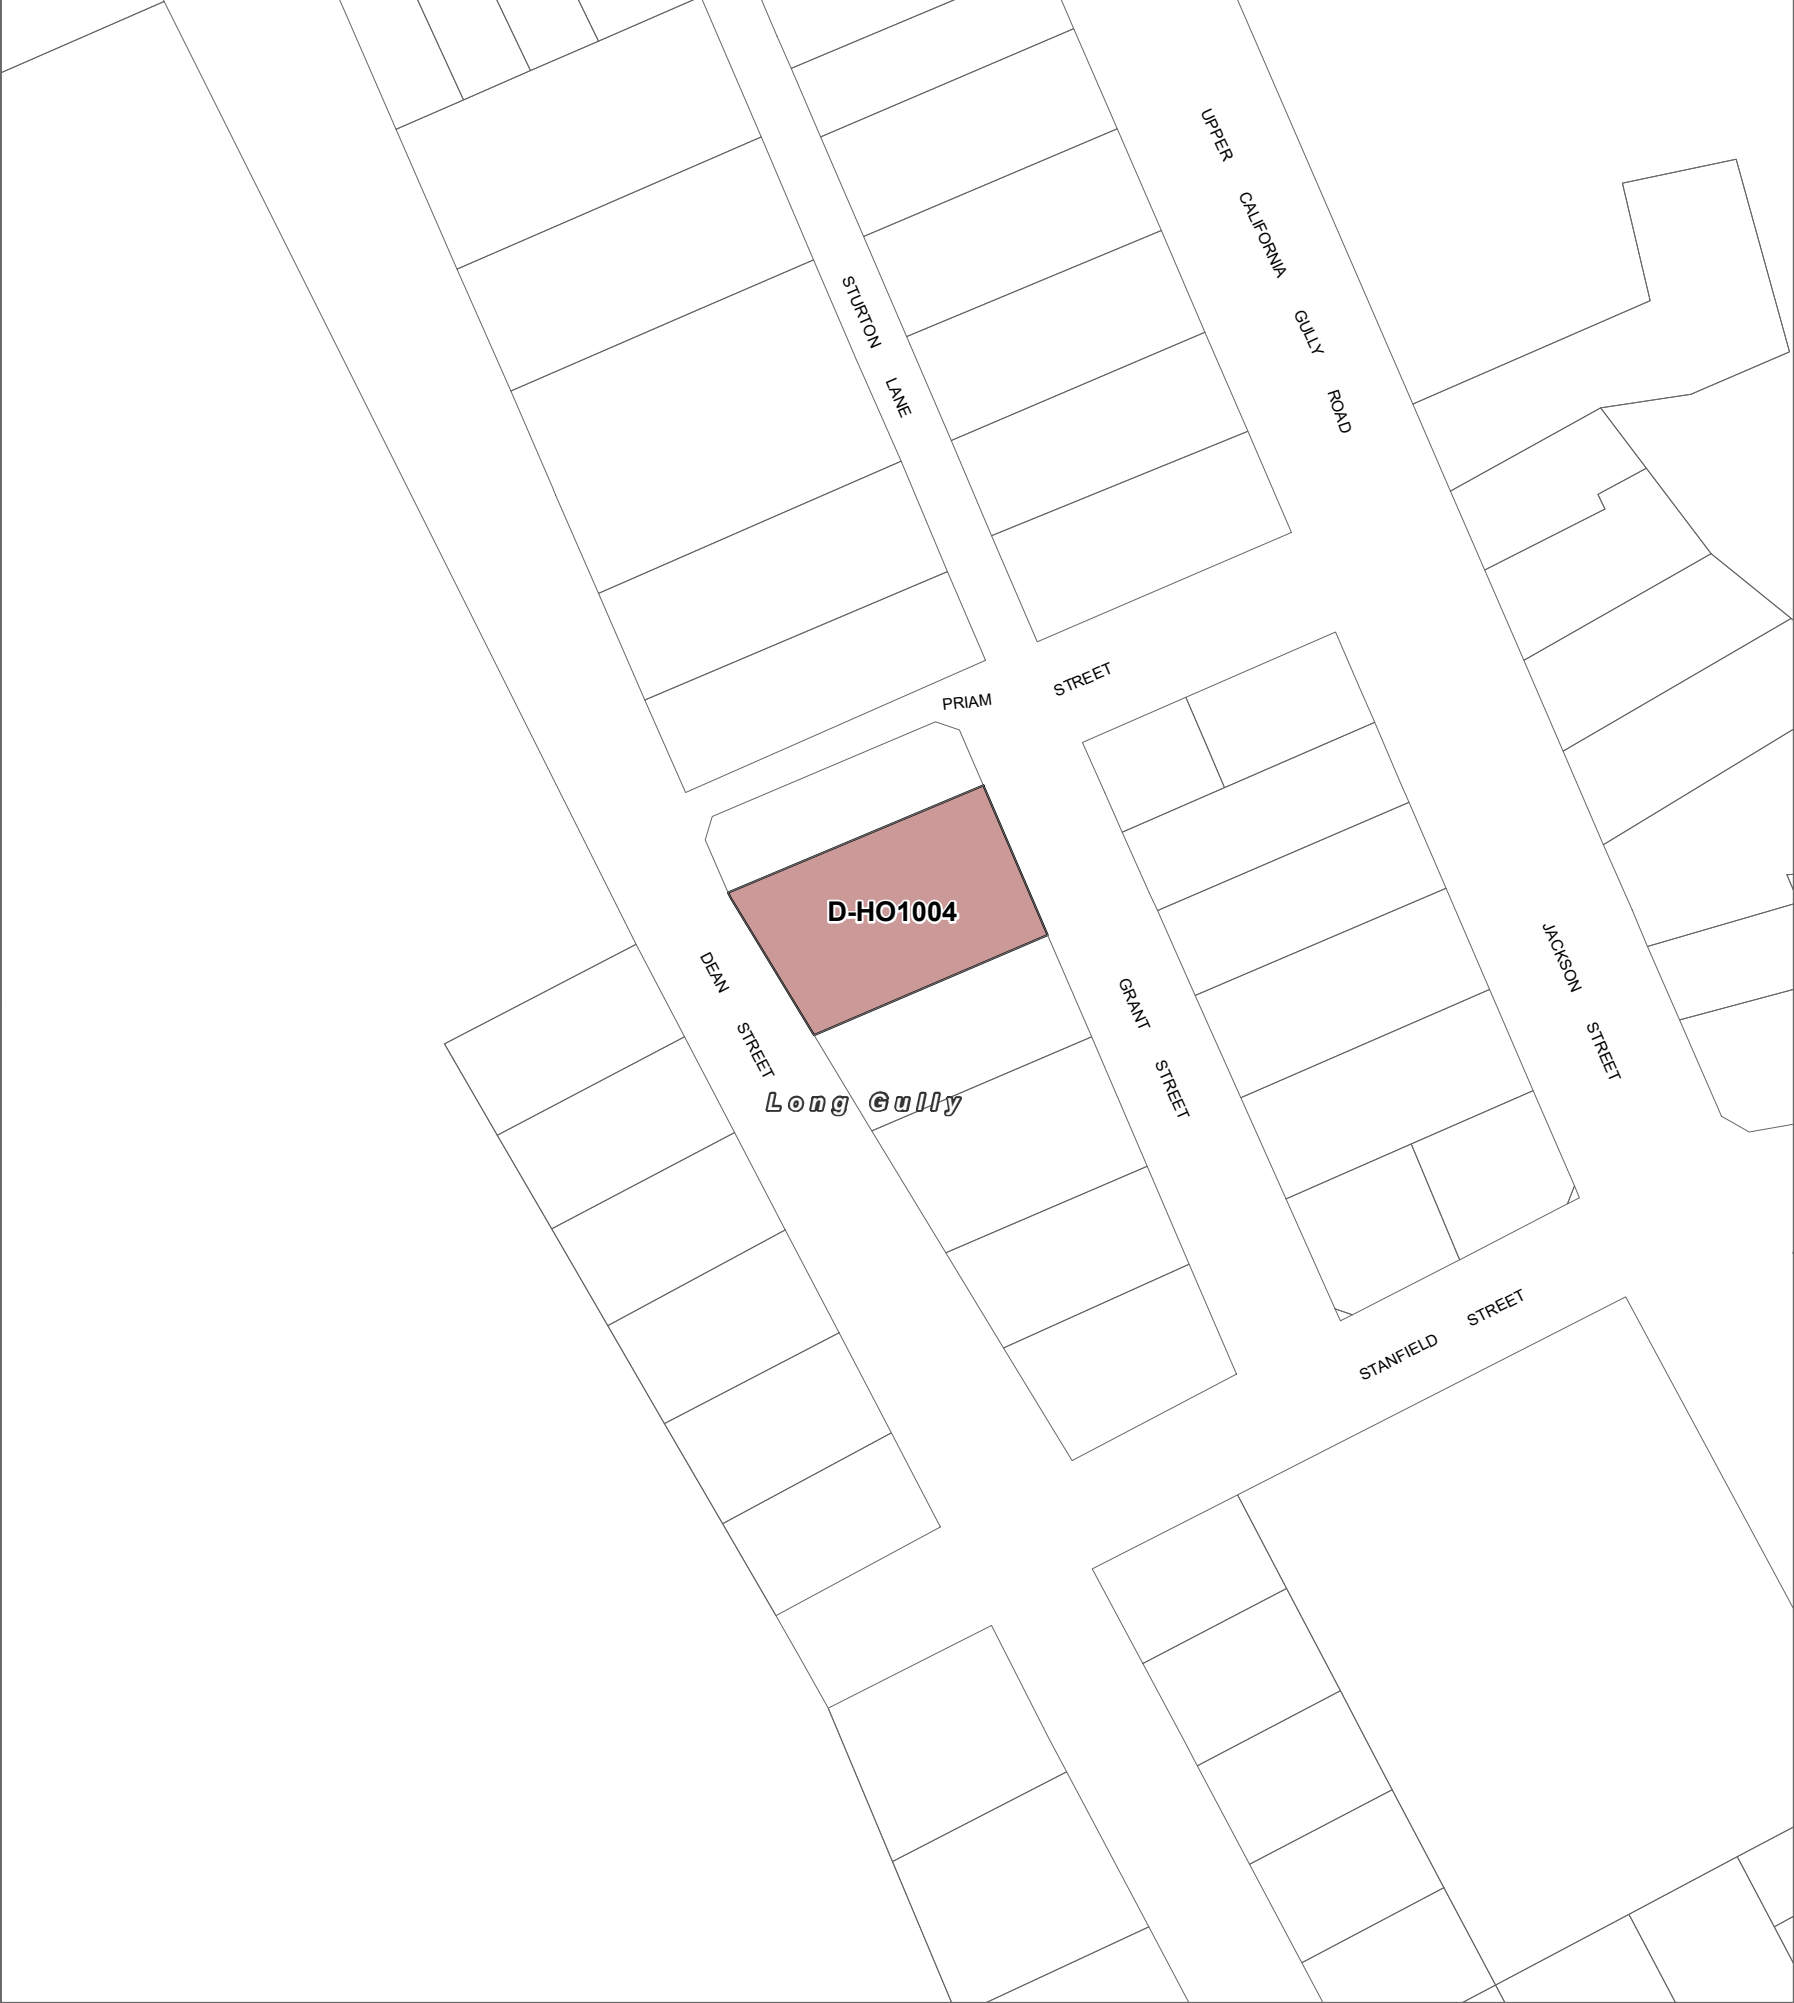 UPPER CALIFORNIA GULLY ROAD
STURTON LANE
PRIAM STREET
D-HO1004
DEAN STREET
GRANT STREET
JACKSON STREET
Long Gully
STANFIELD STREET